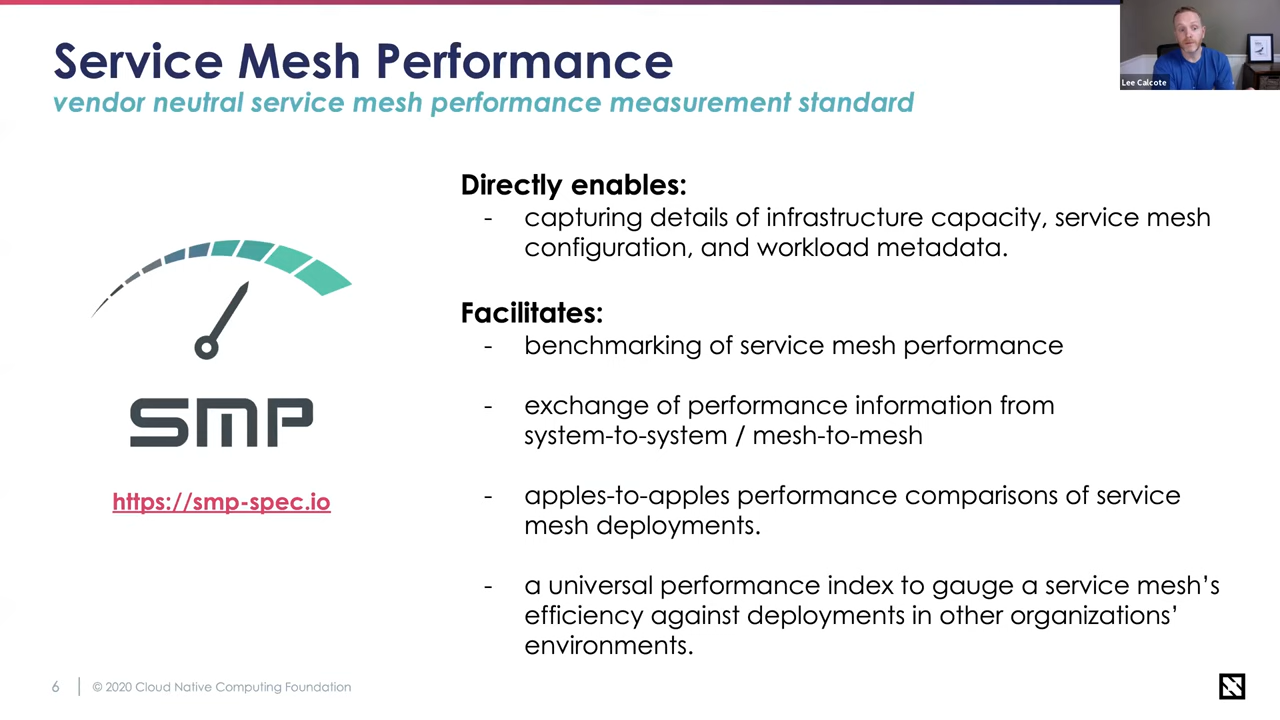 Service Mesh Performance
vendor neutral service mesh performance measurement standard
Lee Calcote
Directly enables:
- capturing details of infrastructure capacity, service mesh
configuration, and workload metadata.
Facilitates:
- benchmarking of service mesh performance
- exchange of performance information from
system-to-system / mesh-to-mesh
- apples-to-apples performance comparisons of service
mesh deployments.
- a universal performance index to gauge a service mesh’s
efficiency against deployments in other organizations’
environments.
SMP
https://smp-spec.io
6
© 2020 Cloud Native Computing Foundation